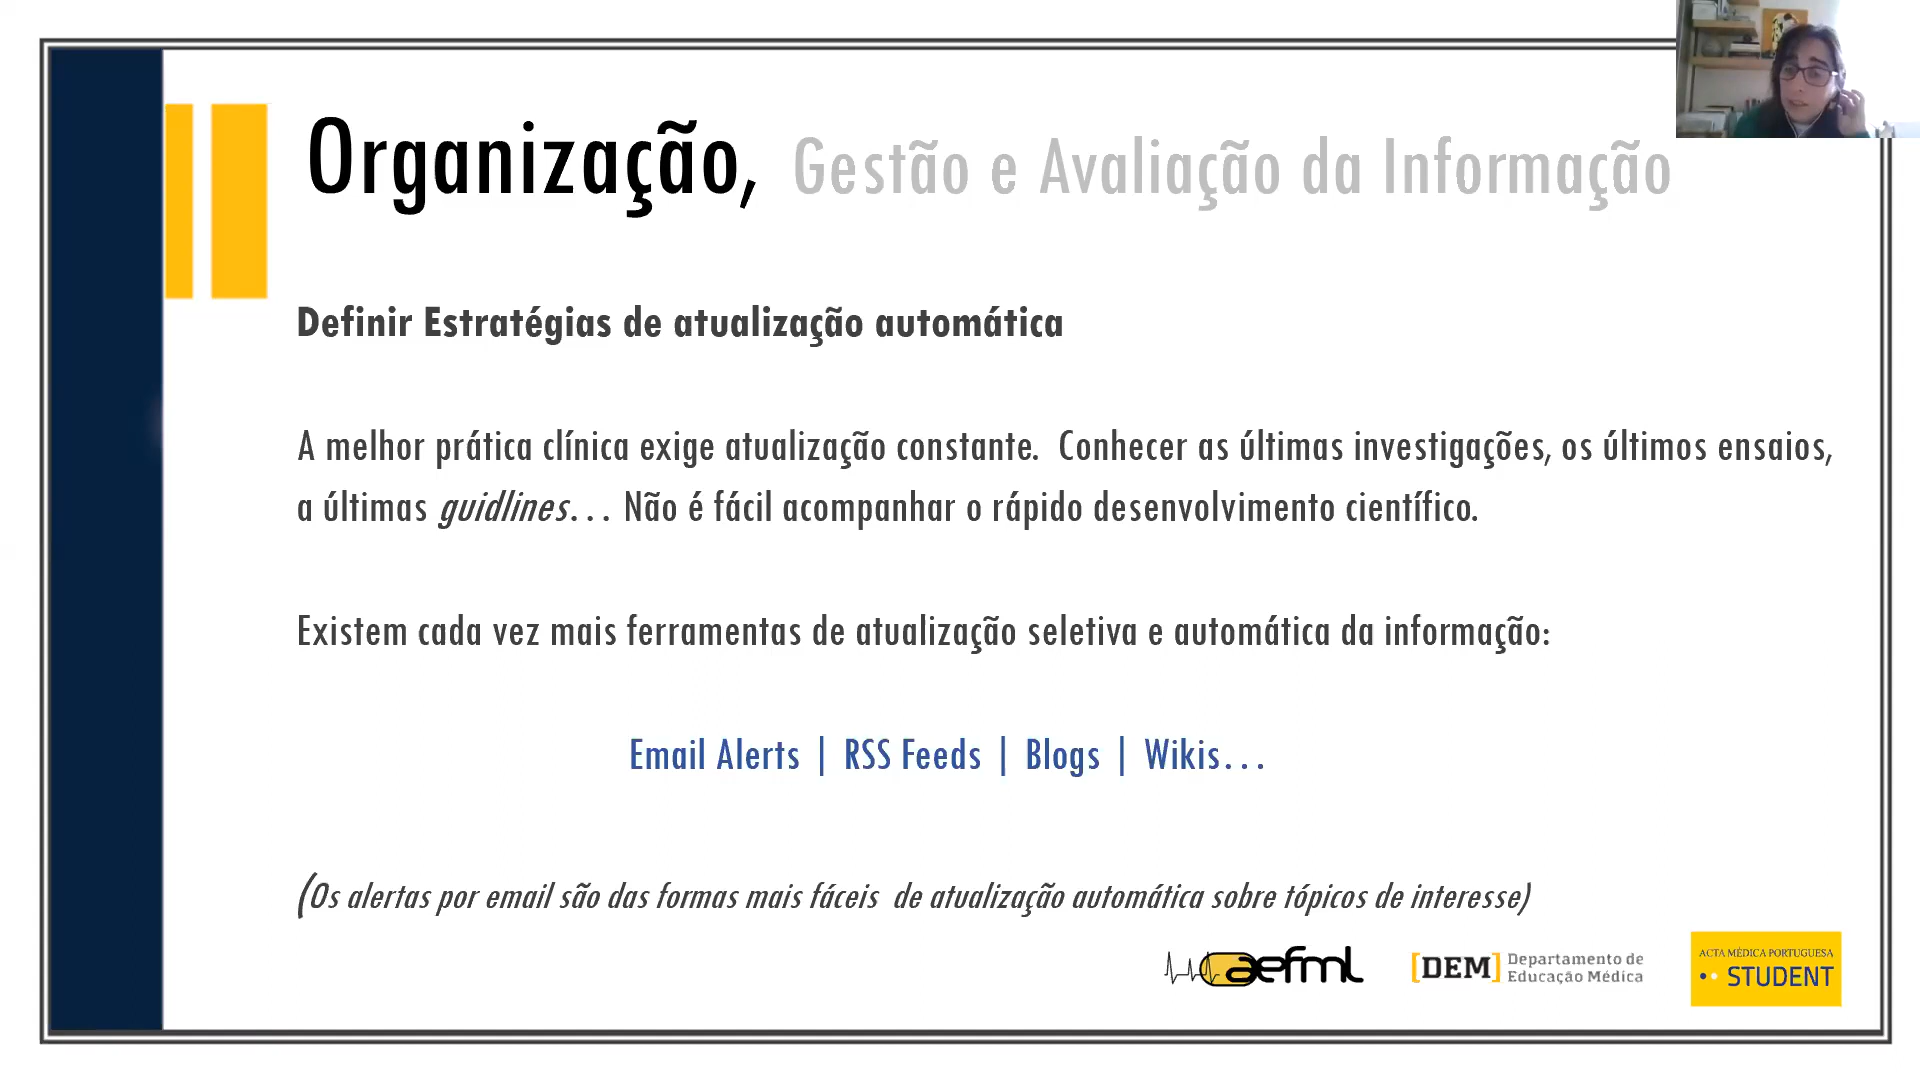 Organização, Gestão e Avaliação da Informação
Definir Estratégias de atualização automática
A melhor prática clínica exige atualização constante. Conhecer as últimas investigações, os últimos ensaios,
a últimas guidlines... Não é fácil acompanhar o rápido desenvolvimento científico.
Existem cada vez mais ferramentas de atualização seletiva e automática da informação:
Email Alerts | RSS Feeds | Blogs | Wikis...
(Os alertas por email são das formas mais fáceis de atualização automática sobre tópicos de interesse)
aefml
[DEM] Departamento de
Educação Médica
ACTA MÉDICA PORTUGUESA
STUDENT